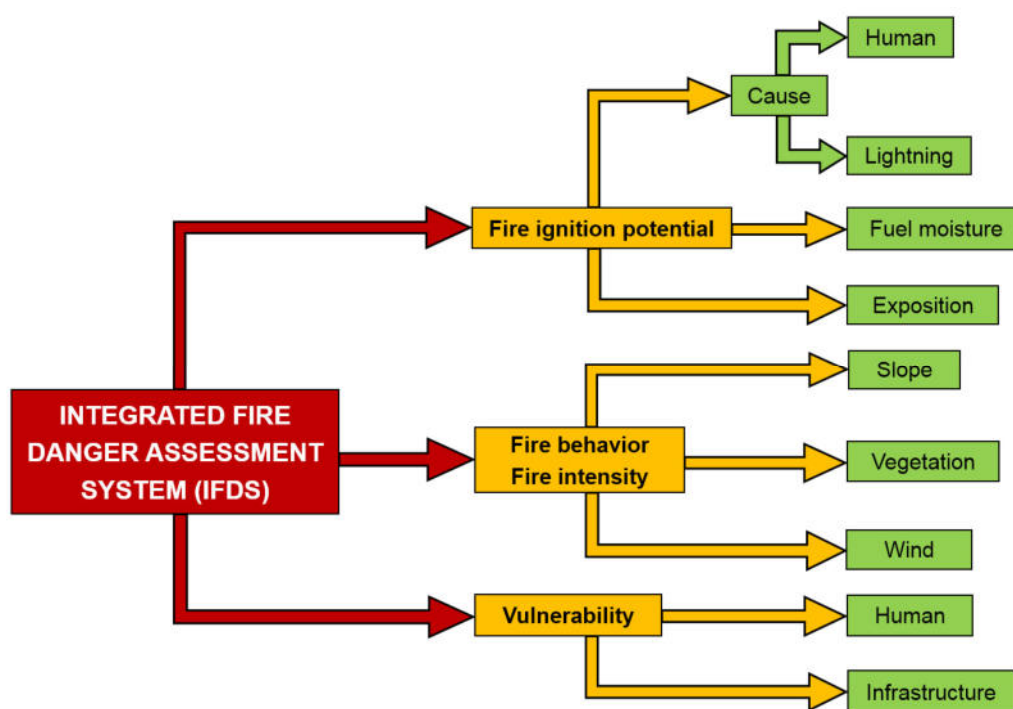 Human
Cause
Lightning
Fire ignition potential
Fuel moisture
Exposition
Slope
INTEGRATED FIRE
DANGER ASSESSMENT
SYSTEM (IFDS)
Fire behavior
Fire intensity
Vegetation
Wind
Vulnerability
Human
Infrastructure